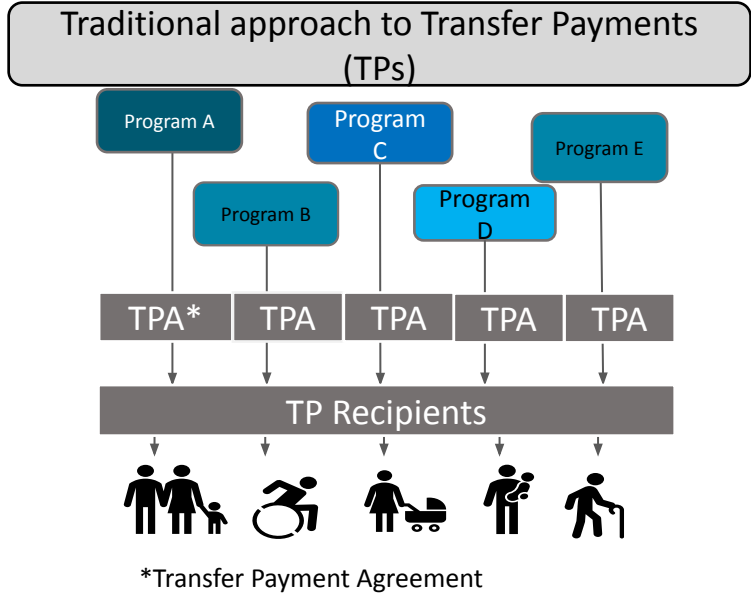 Traditional approach to Transfer Payments
(TPs)
Program A
Program
C
Program E
Program B
Program
D
TPA*
TPA
TPA
TPA
TPA
TP Recipients
*Transfer Payment Agreement